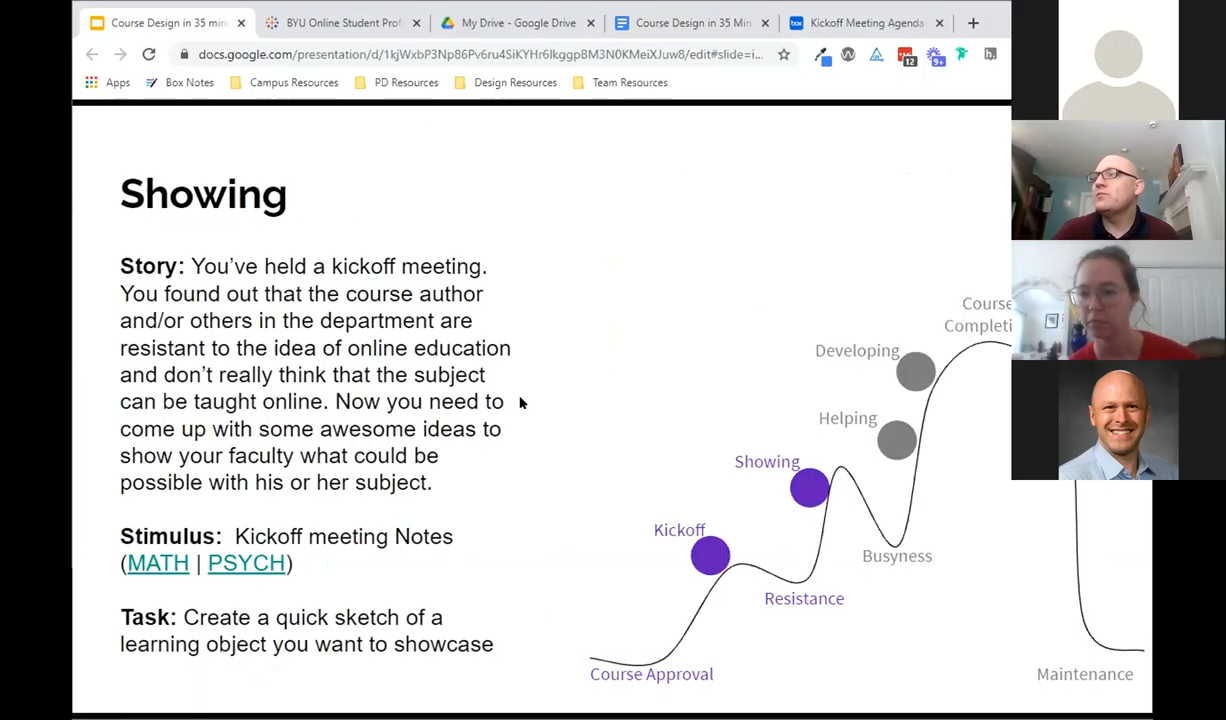 Course Design in 35 min
BYU Online Student Prof
My Drive - Google Drive
Course Design in 35 Min
Kickoff Meeting Agenda
docs.google.com/presentation/d/1kjWxbP3Np86Pv6ru4SiKYHr6lkggpBM3N0KMeiXJuw8/edit#slide=i...
12
9+
Apps
Box Notes
Campus Resources
PD Resources
Design Resources
Team Resources
Showing
Story: You’ve held a kickoff meeting.
You found out that the course author
and/or others in the department are
resistant to the idea of online education
and don’t really think that the subject
can be taught online. Now you need to
come up with some awesome ideas to
show your faculty what could be
possible with his or her subject.
Stimulus: Kickoff meeting Notes
(MATH | PSYCH)
Task: Create a quick sketch of a
learning object you want to showcase
Course
Completi
Developing
Helping
Showing
Kickoff
Busyness
Resistance
Course Approval
Maintenance